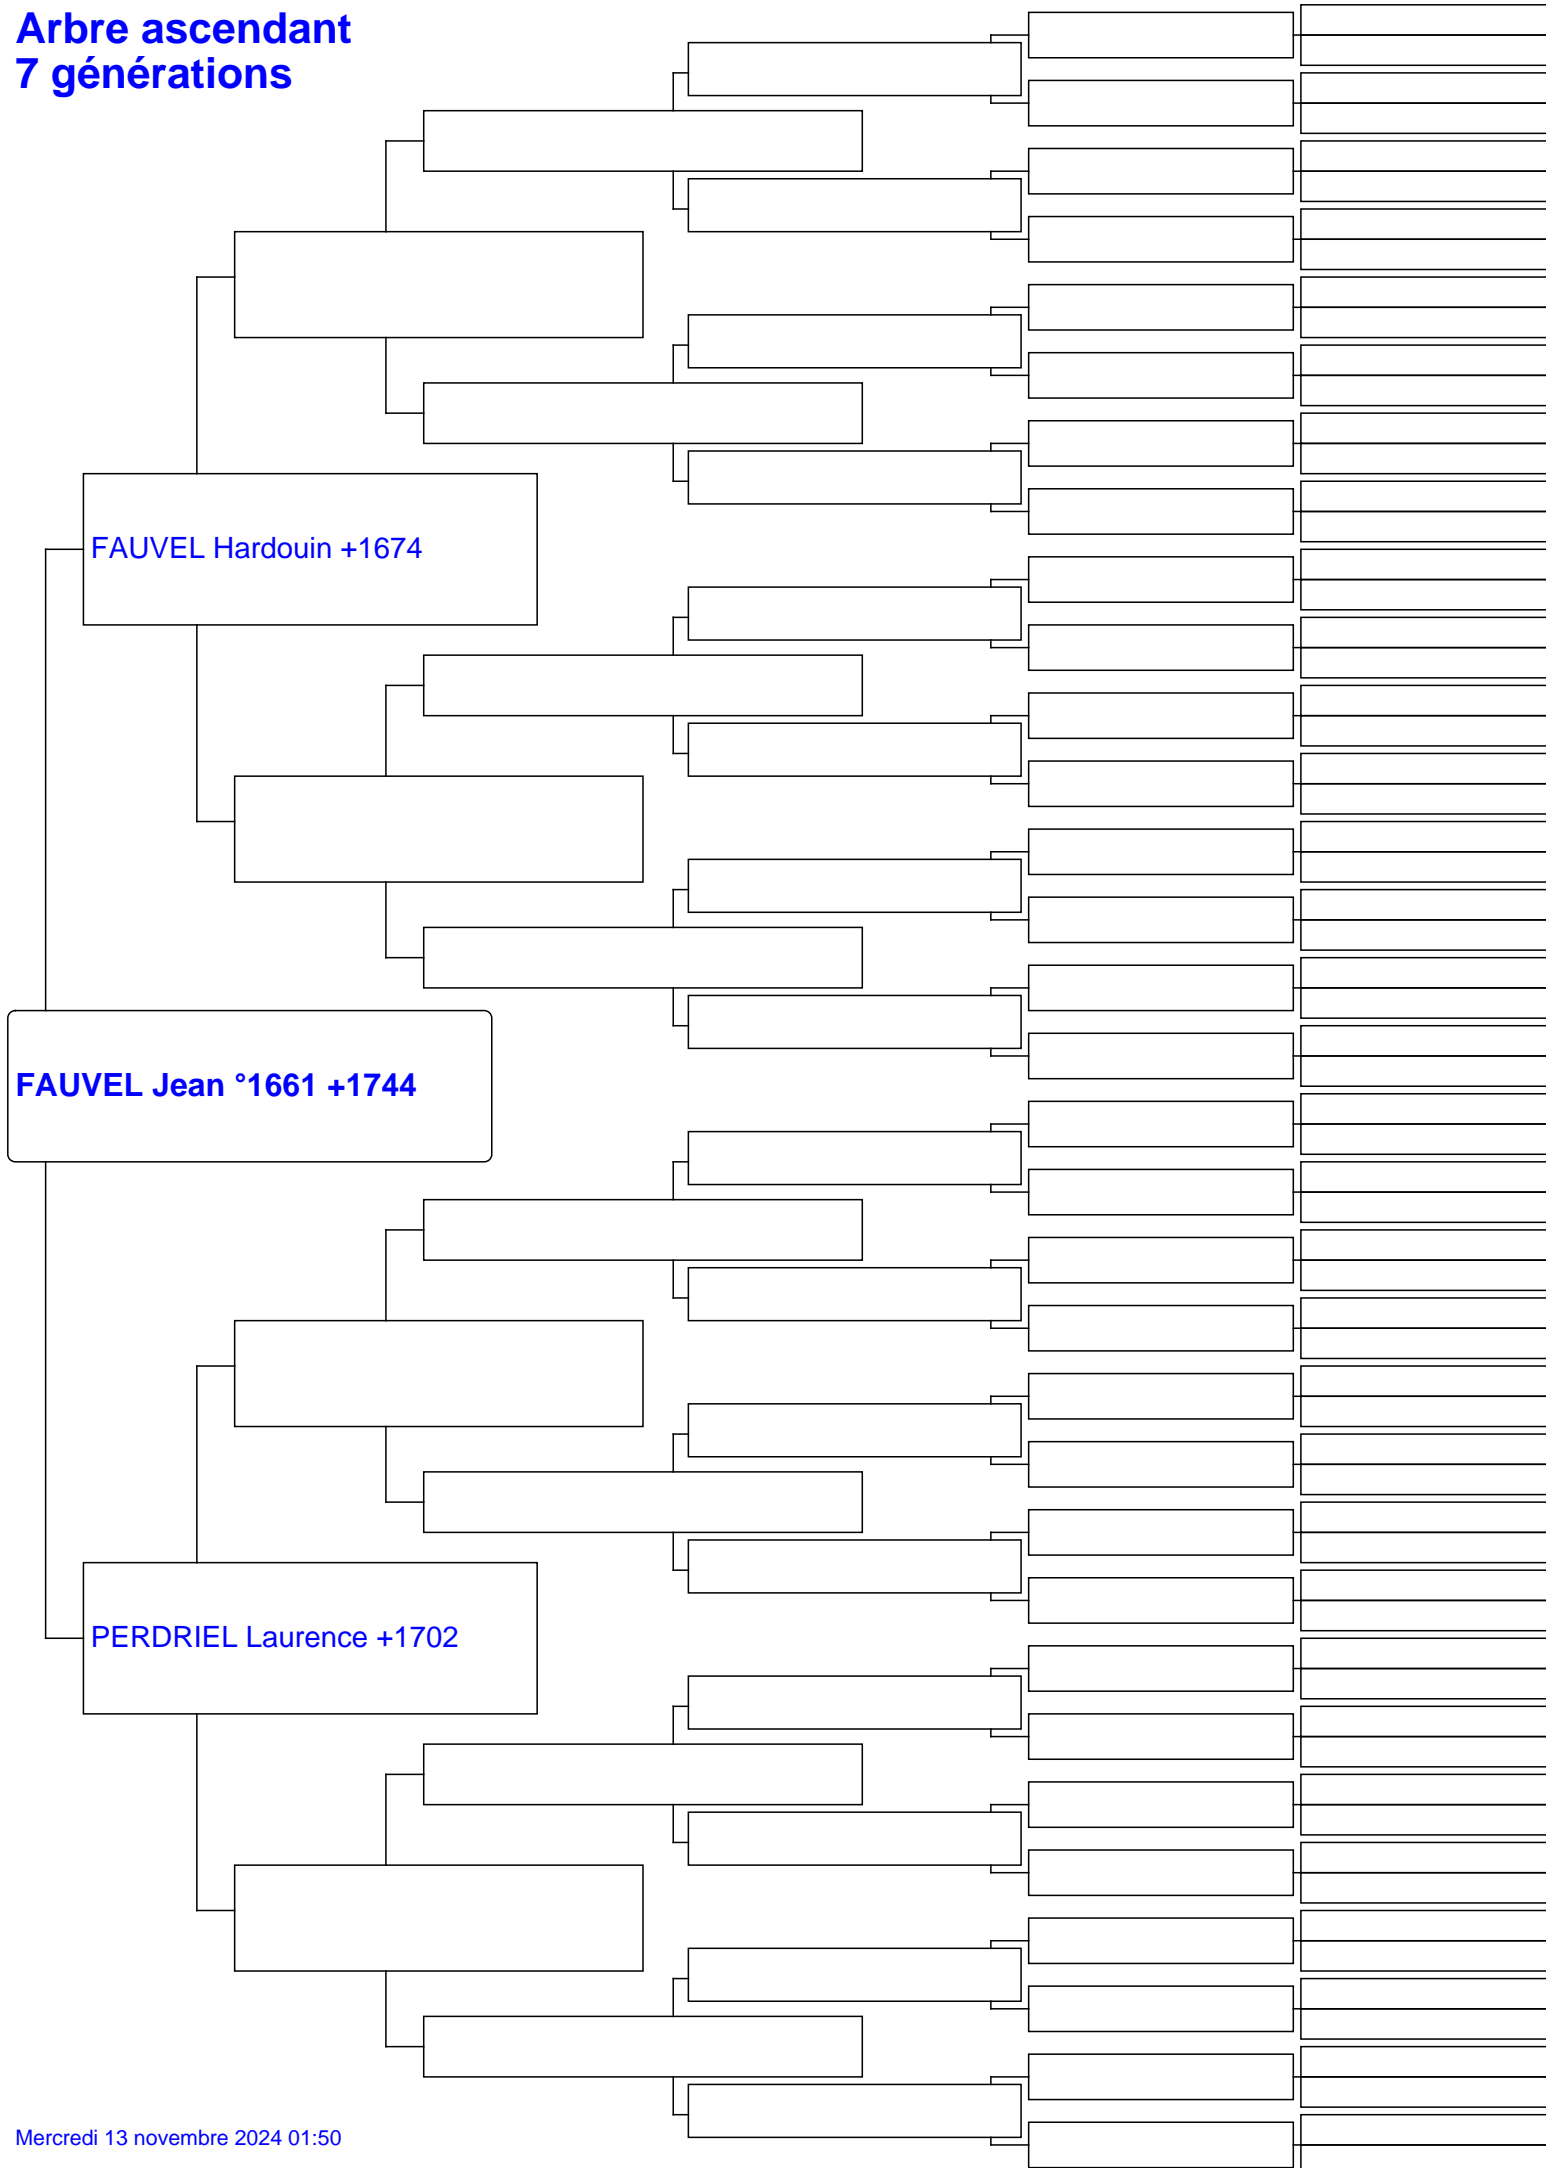 Arbre ascendant
7 générations
FAUVEL Hardouin +1674
FAUVEL Jean °1661 +1744
PERDRIEL Laurence +1702
Mercredi 13 novembre 2024 01:50